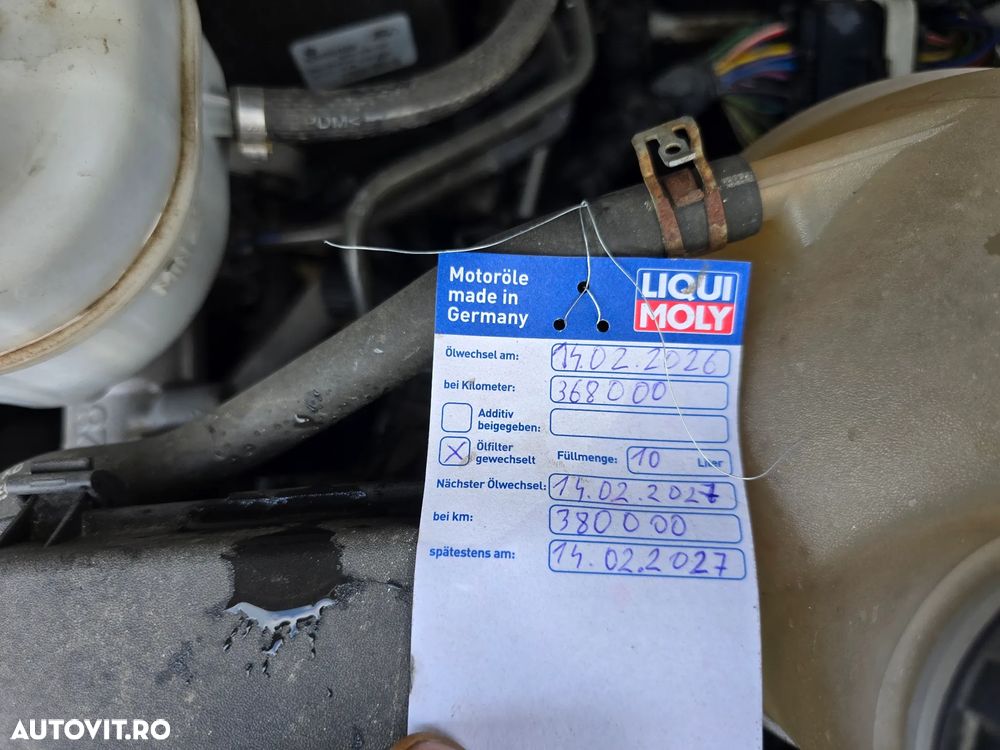 Motoröle
made in
Germany
LIQUI
MOLY
Ölwechsel am: 14.02.2026
bei Kilometer: 368000
Additiv
beigegeben:
Ölfilter
gewechselt X Füllmenge: 10 Liter
Nächster Ölwechsel: 14.02.2027
bei km: 380000
spätestens am: 14.02.2027
AUTOVIT.RO